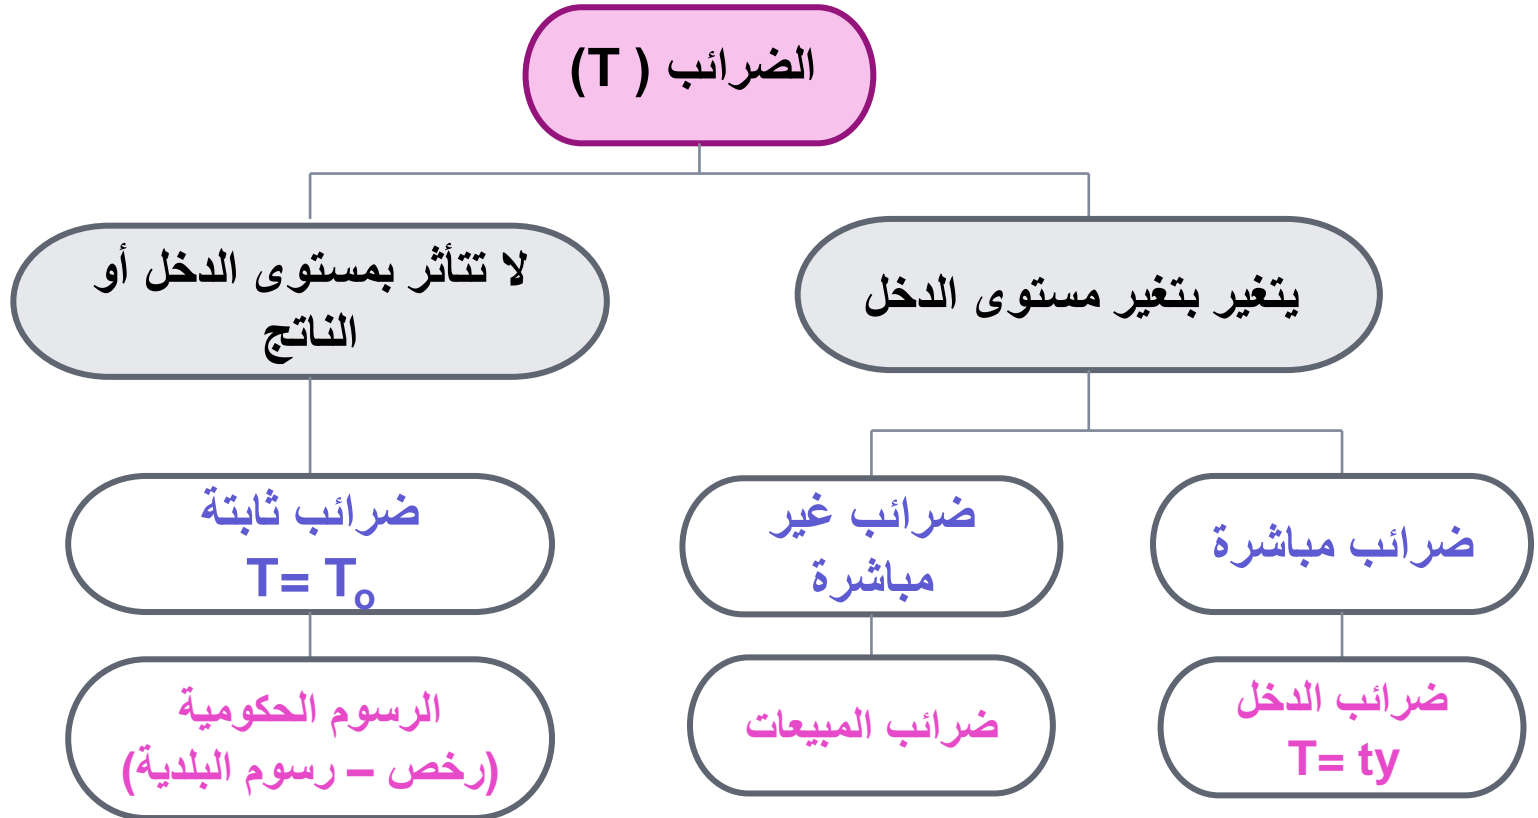 الضرائب ( T)
يتغير بتغير مستوى الدخل
لا تتأثر بمستوى الدخل أو
الناتج
ضرائب مباشرة
ضرائب غير
مباشرة
ضرائب ثابتة
T= To
ضرائب الدخل
T= ty
ضرائب المبيعات
الرسوم الحكومية
(رخص – رسوم البلدية)